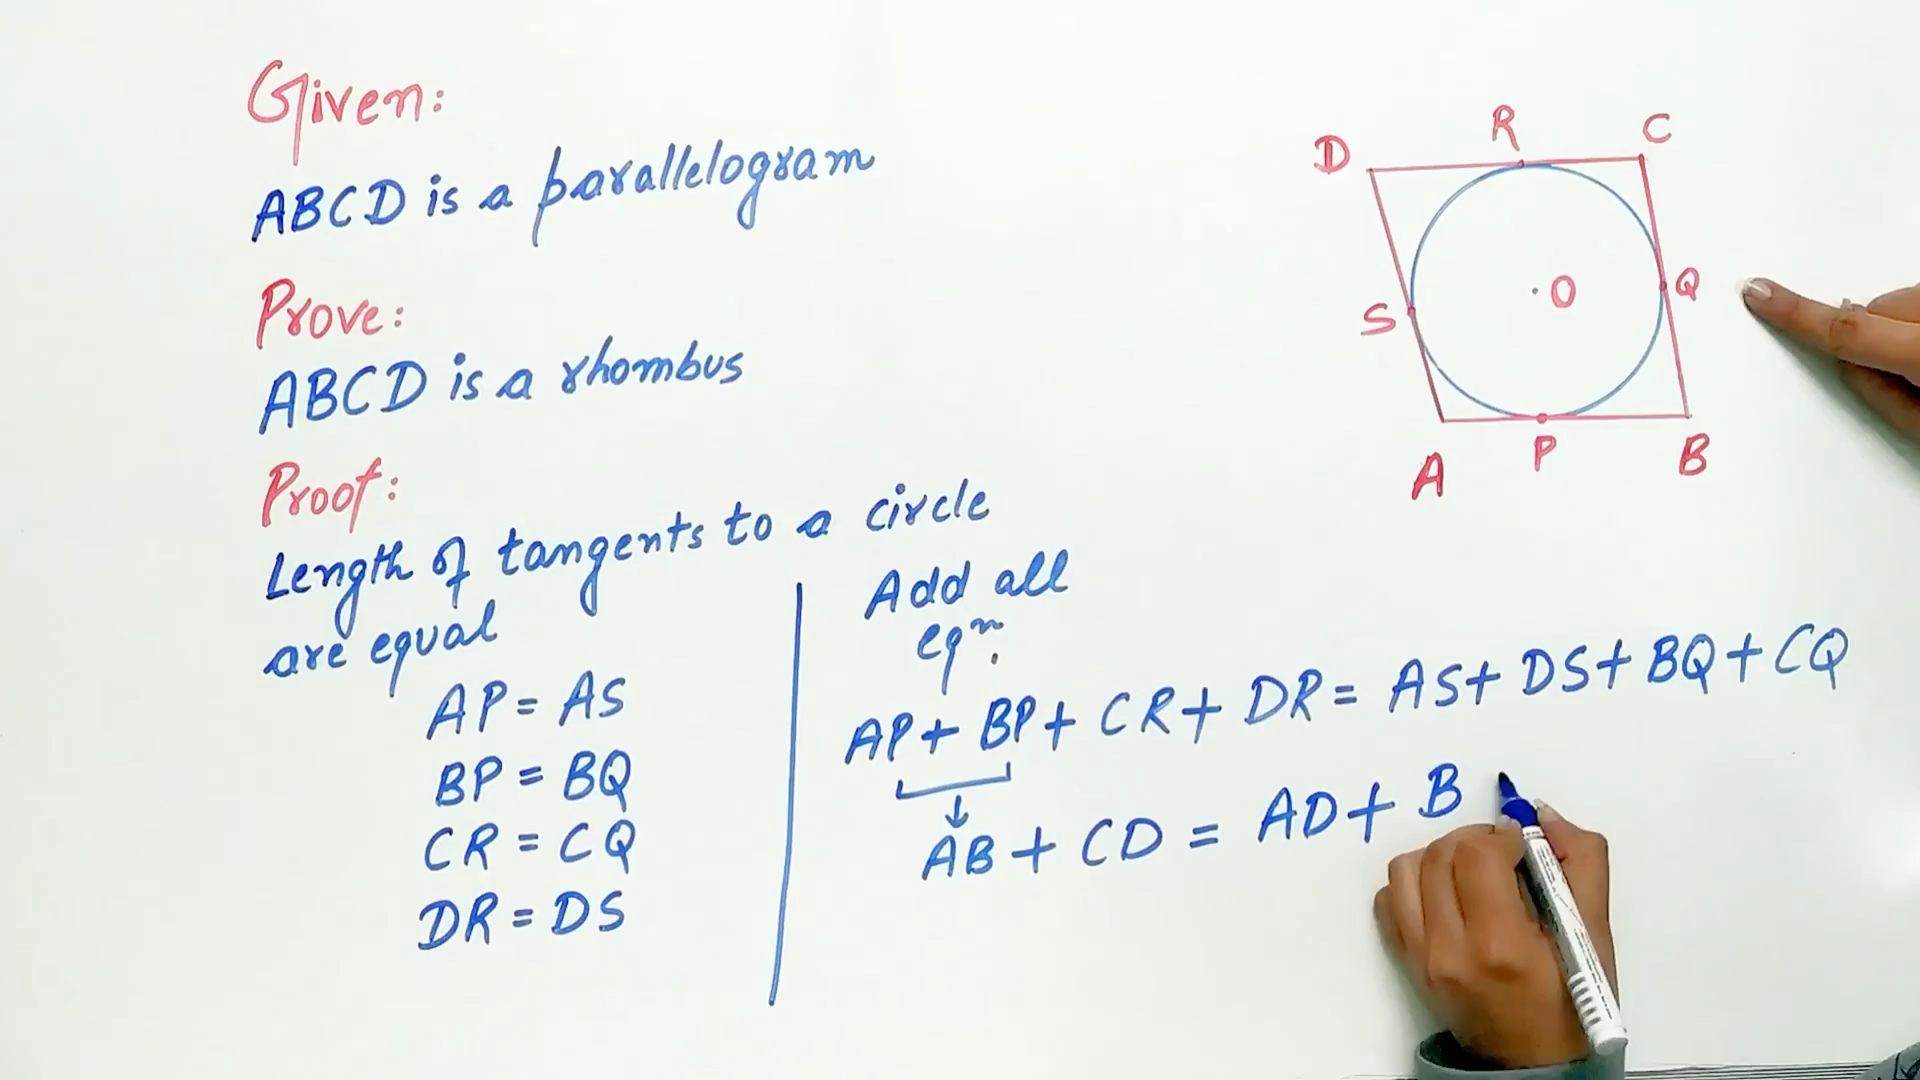 Given:
ABCD is a parallelogram
Prove:
ABCD is a rhombus
Proof:
Length of tangents to a circle
are equal
AP = AS
BP = BQ
CR = CQ
DR = DS
Add all
eqn.
AP + BP + CR + DR = AS + DS + BQ + CQ
AB + CD = AD + B
D R C
S O Q
A P B